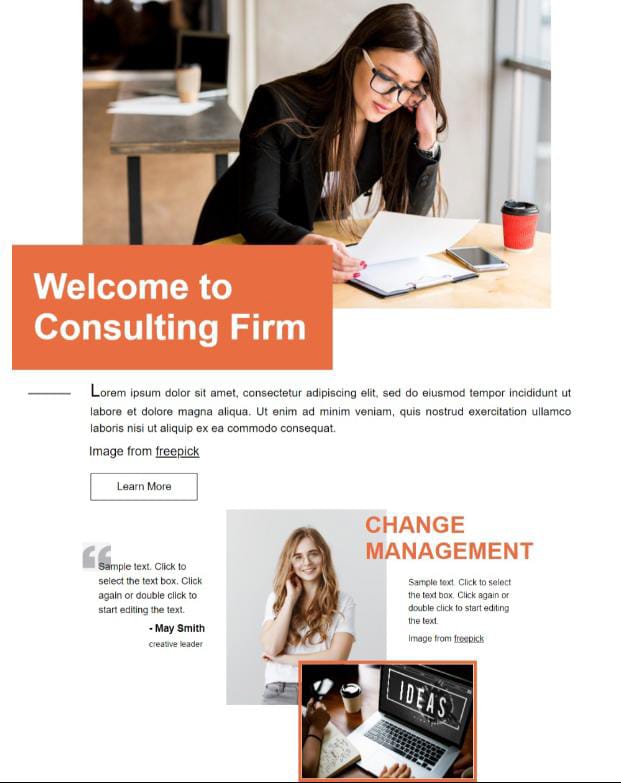 Welcome to
Consulting Firm
Lorem ipsum dolor sit amet, consectetur adipiscing elit, sed do eiusmod tempor incididunt ut
labore et dolore magna aliqua. Ut enim ad minim veniam, quis nostrud exercitation ullamco
laboris nisi ut aliquip ex ea commodo consequat.
Image from freepick
Learn More
“
Sample text. Click to
select the text box. Click
again or double click to
start editing the text.
- May Smith
creative leader
CHANGE
MANAGEMENT
Sample text. Click to select
the text box. Click again or
double click to start editing
the text.
Image from freepick
IDEAS